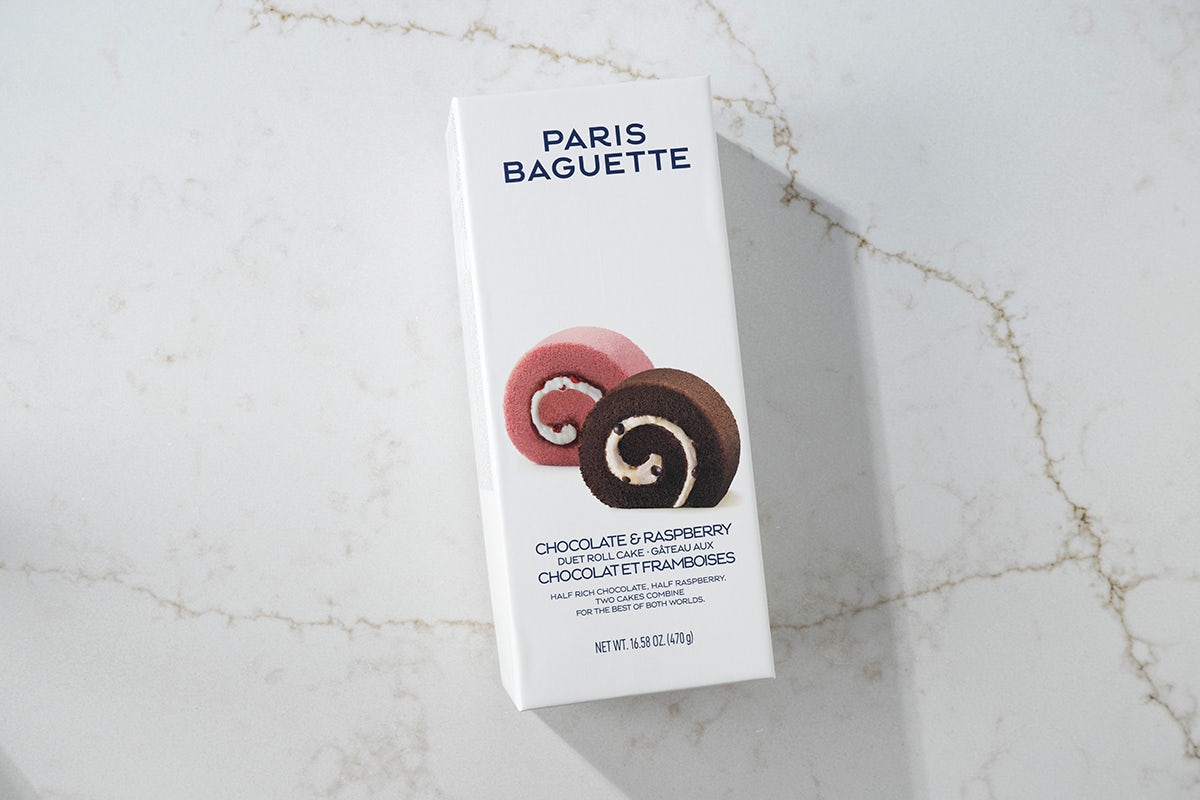 PARIS
BAGUETTE
CHOCOLATE & RASPBERRY
DUET ROLL CAKE · GÂTEAU AUX
CHOCOLAT ET FRAMBOISES
HALF RICH CHOCOLATE, HALF RASPBERRY.
TWO CAKES COMBINE
FOR THE BEST OF BOTH WORLDS.
NET WT. 16.58 OZ. (470 g)